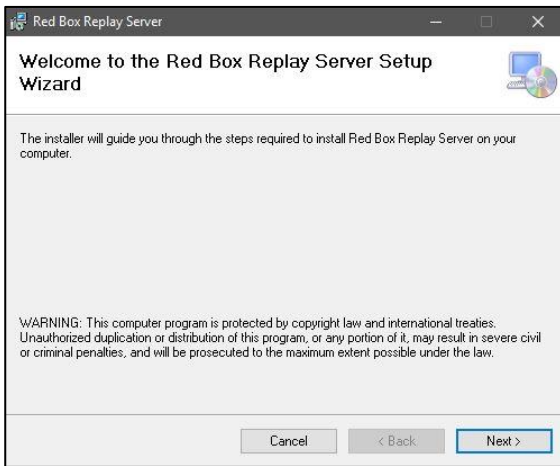 Red Box Replay Server
Welcome to the Red Box Replay Server Setup
Wizard
The installer will guide you through the steps required to install Red Box Replay Server on your
computer.
WARNING: This computer program is protected by copyright law and international treaties.
Unauthorized duplication or distribution of this program, or any portion of it, may result in severe civil
or criminal penalties, and will be prosecuted to the maximum extent possible under the law.
Cancel < Back Next >